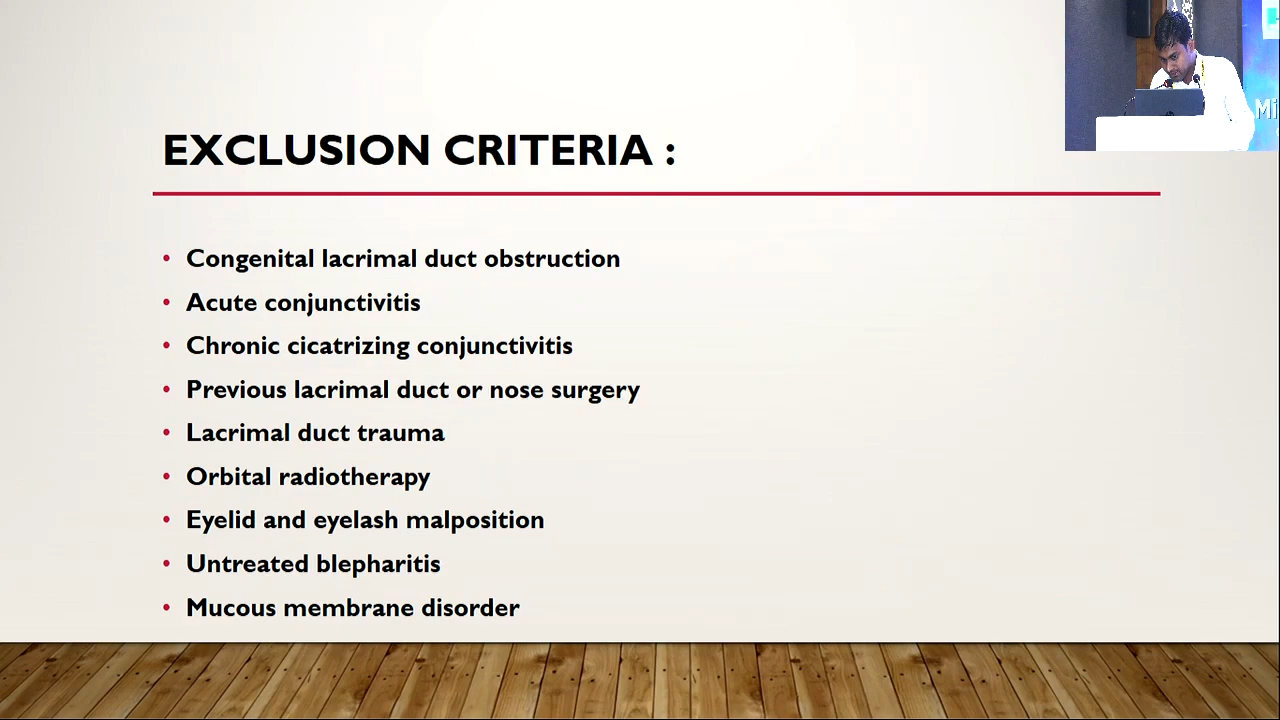 EXCLUSION CRITERIA :
• Congenital lacrimal duct obstruction
• Acute conjunctivitis
• Chronic cicatrizing conjunctivitis
• Previous lacrimal duct or nose surgery
• Lacrimal duct trauma
• Orbital radiotherapy
• Eyelid and eyelash malposition
• Untreated blepharitis
• Mucous membrane disorder
Mi